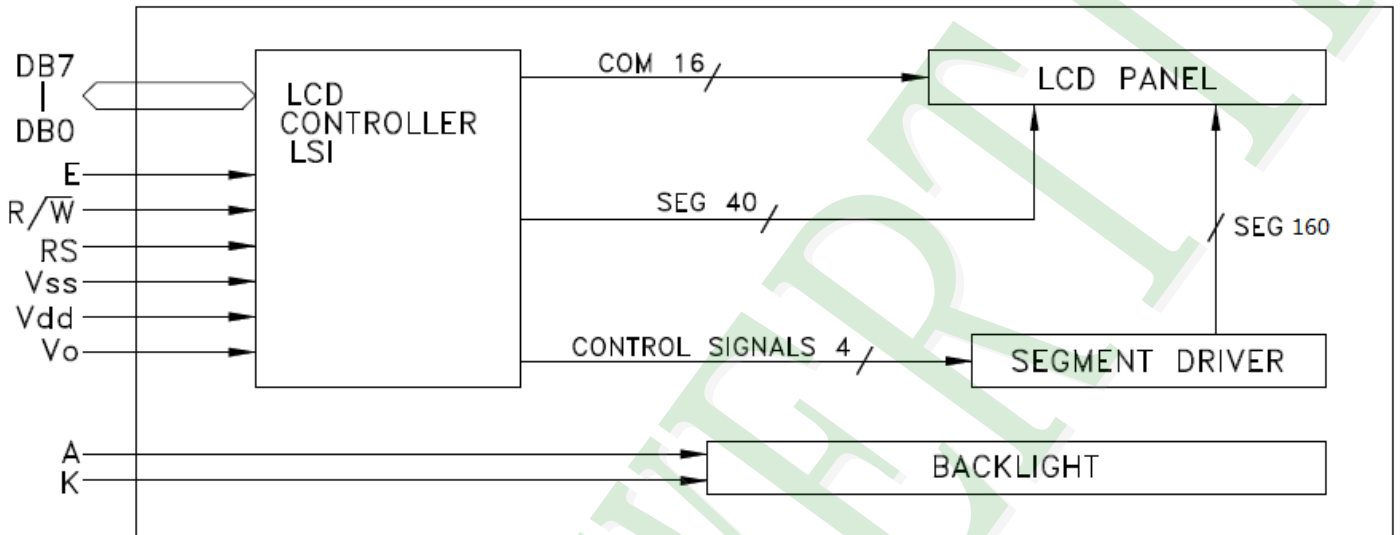 DB7
DB0
E
R/W̅
RS
Vss
Vdd
Vo
A
K
LCD
CONTROLLER
LSI
COM 16
LCD PANEL
SEG 40
SEG 160
CONTROL SIGNALS 4
SEGMENT DRIVER
BACKLIGHT